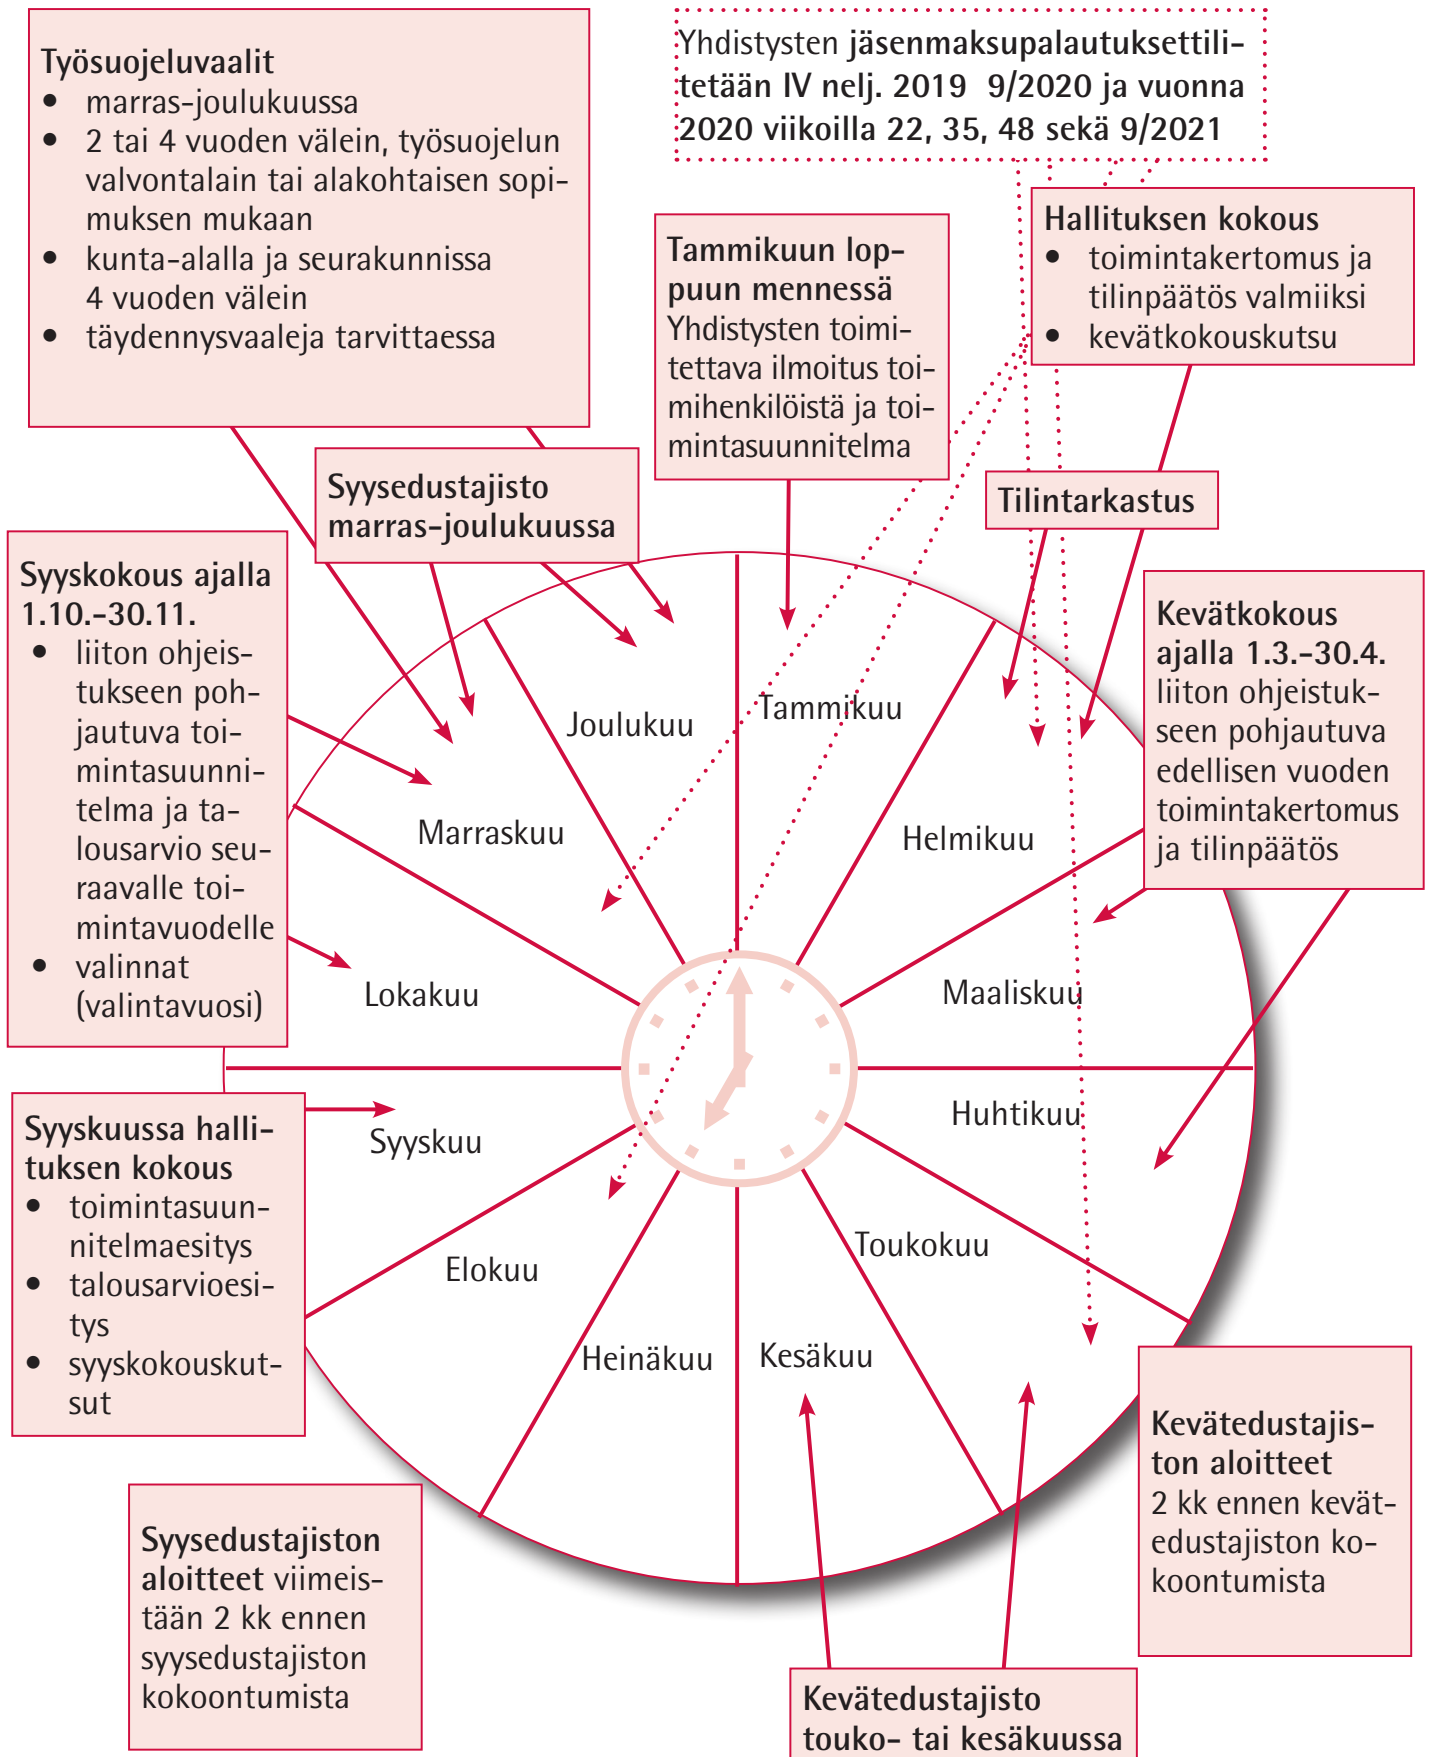 Työsuojeluvaalit
• marras-joulukuussa
• 2 tai 4 vuoden välein, työsuojelun
valvontalain tai alakohtaisen sopi-
muksen mukaan
• kunta-alalla ja seurakunnissa
4 vuoden välein
• täydennysvaaleja tarvittaessa
Yhdistysten jäsenmaksupalautuksettili-
tetään IV nelj. 2019 9/2020 ja vuonna
2020 viikoilla 22, 35, 48 sekä 9/2021
Tammikuun lop-
puun mennessä
Yhdistysten toimi-
tettava ilmoitus toi-
mihenkilöistä ja toi-
mintasuunnitelma
Hallituksen kokous
• toimintakertomus ja
tilinpäätös valmiiksi
• kevätkokouskutsu
Syysedustajisto
marras-joulukuussa
Tilintarkastus
Syyskokous ajalla
1.10.-30.11.
• liiton ohjeis-
tukseen poh-
jautuva toi-
mintasuunni-
telma ja ta-
lousarvio seu-
raavalle toi-
mintavuodelle
• valinnat
(valintavuosi)
Kevätkokous
ajalla 1.3.-30.4.
liiton ohjeistuk-
seen pohjautuva
edellisen vuoden
toimintakertomus
ja tilinpäätös
Joulukuu
Tammikuu
Marraskuu
Helmikuu
Lokakuu
Maaliskuu
Syyskuu
Huhtikuu
Elokuu
Toukokuu
Heinäkuu
Kesäkuu
Syyskuussa halli-
tuksen kokous
• toimintasuun-
nitelmaesitys
• talousarvioesi-
tys
• syyskokouskut-
sut
Kevätedustajis-
ton aloitteet
2 kk ennen kevät-
edustajiston ko-
koontumista
Syysedustajiston
aloitteet viimeis-
tään 2 kk ennen
syysedustajiston
kokoontumista
Kevätedustajisto
touko- tai kesäkuussa